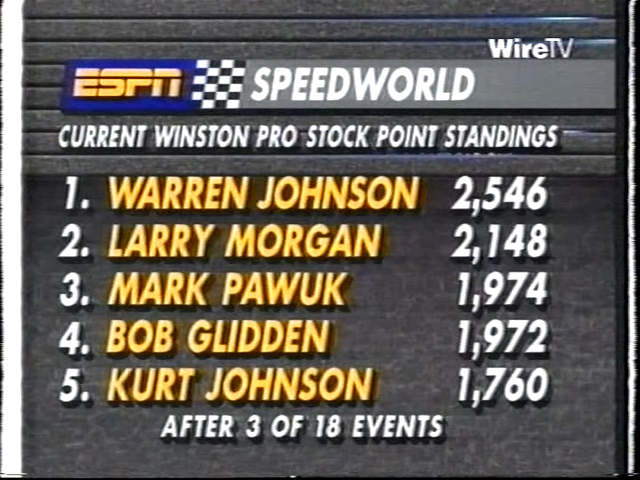 WireTV
ESPN SPEEDWORLD
CURRENT WINSTON PRO STOCK POINT STANDINGS
1. WARREN JOHNSON 2,546
2. LARRY MORGAN 2,148
3. MARK PAWUK 1,974
4. BOB GLIDDEN 1,972
5. KURT JOHNSON 1,760
AFTER 3 OF 18 EVENTS